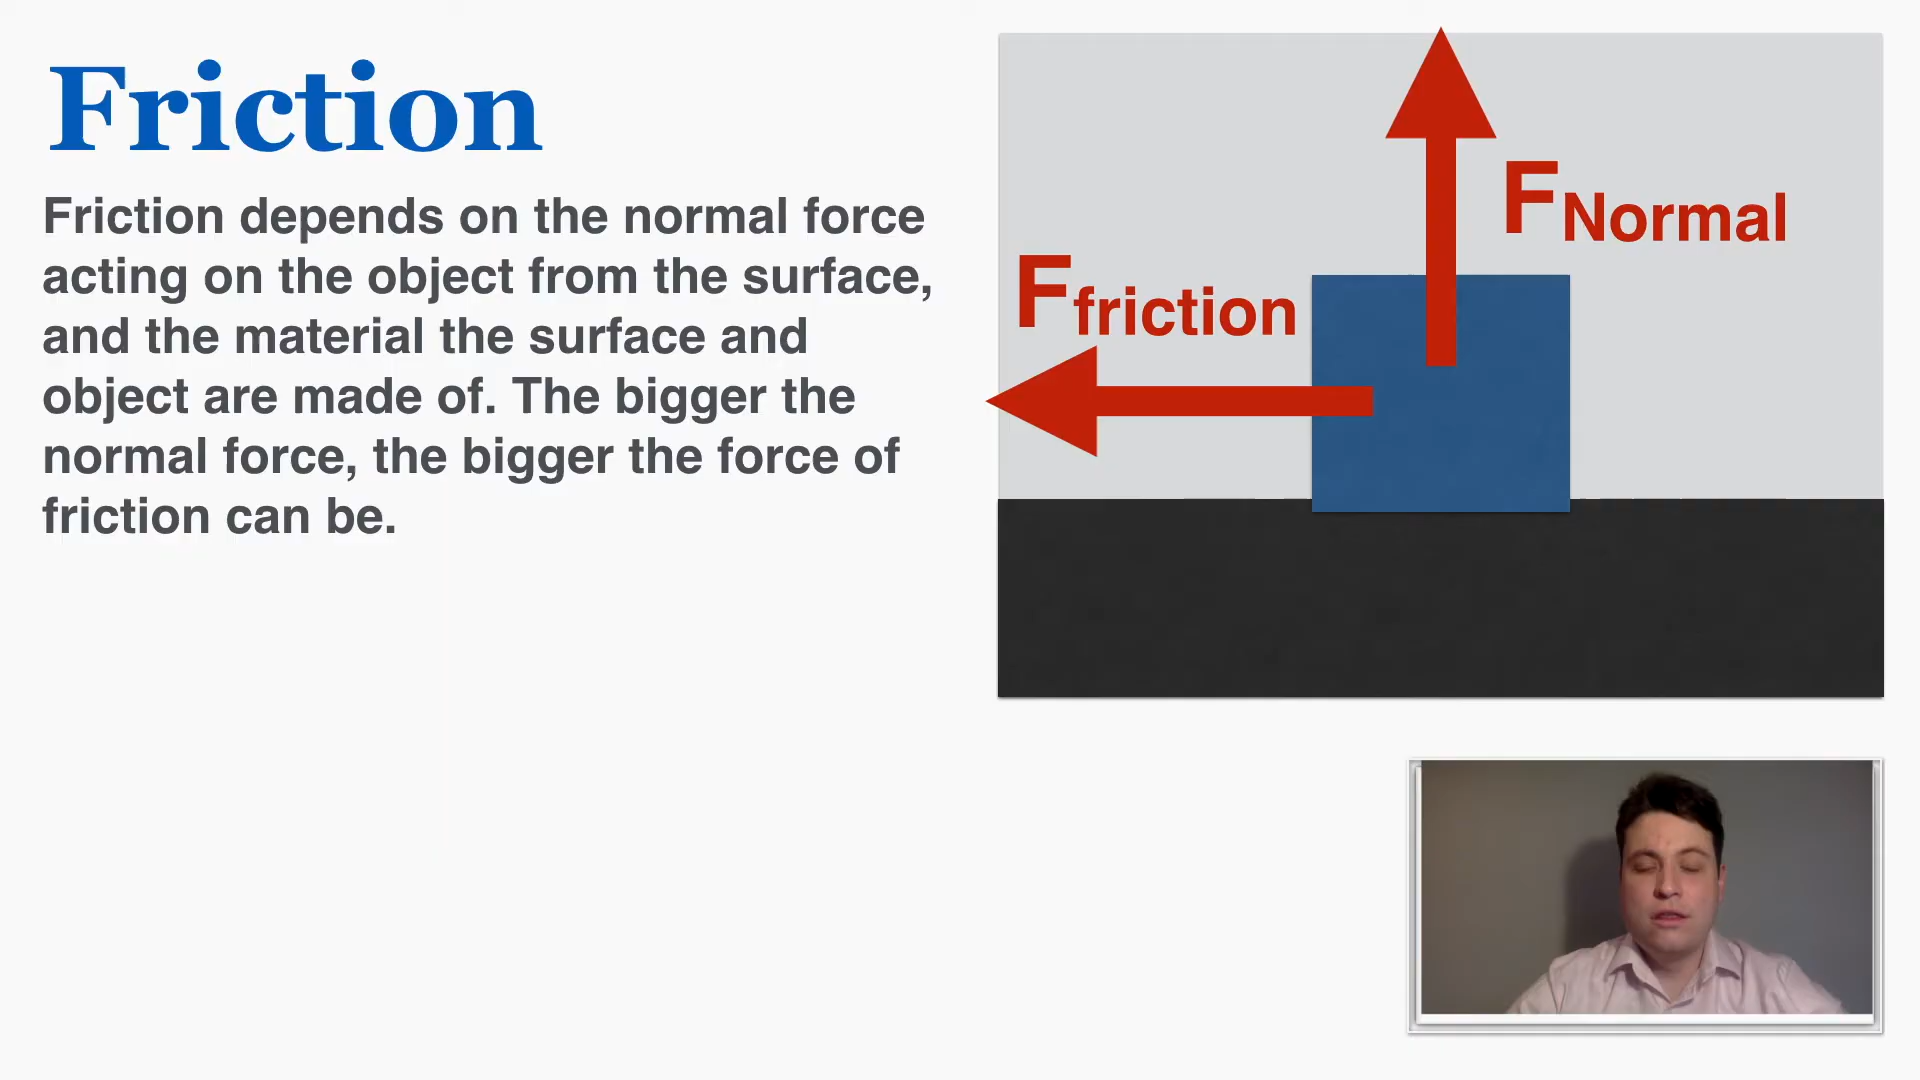 Friction
Friction depends on the normal force
acting on the object from the surface,
and the material the surface and
object are made of. The bigger the
normal force, the bigger the force of
friction can be.
FNormal
Ffriction